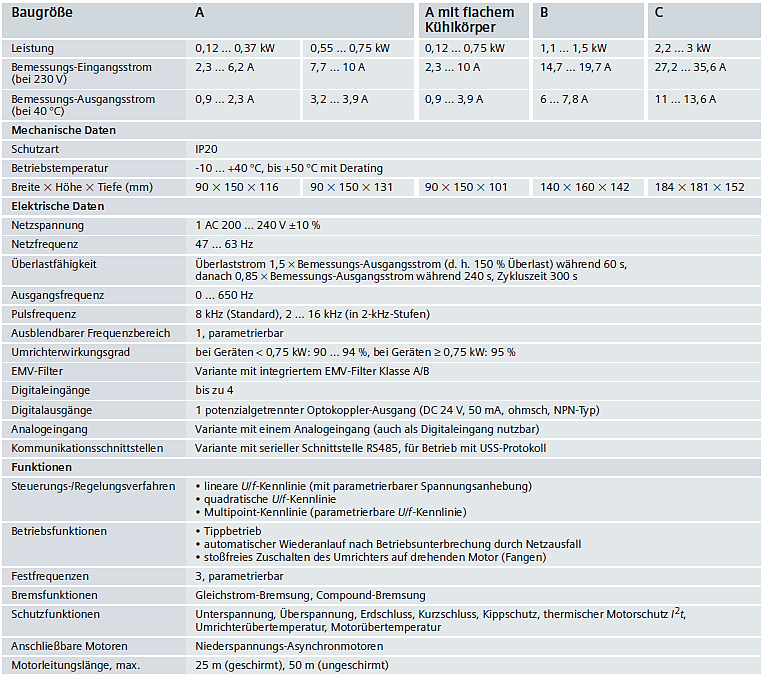 Baugröße A A mit flachem B C
Kühlkörper
Leistung 0,12 ... 0,37 kW 0,55 ... 0,75 kW 0,12 ... 0,75 kW 1,1 ... 1,5 kW 2,2 ... 3 kW
Bemessungs-Eingangsstrom 2,3 ... 6,2 A 7,7 ... 10 A 2,3 ... 10 A 14,7 ... 19,7 A 27,2 ... 35,6 A
(bei 230 V)
Bemessungs-Ausgangsstrom 0,9 ... 2,3 A 3,2 ... 3,9 A 0,9 ... 3,9 A 6 ... 7,8 A 11 ... 13,6 A
(bei 40 °C)
Mechanische Daten
Schutzart IP20
Betriebstemperatur -10 ... +40 °C, bis +50 °C mit Derating
Breite × Höhe × Tiefe (mm) 90 × 150 × 116 90 × 150 × 131 90 × 150 × 101 140 × 160 × 142 184 × 181 × 152
Elektrische Daten
Netzspannung 1 AC 200 ... 240 V ±10 %
Netzfrequenz 47 ... 63 Hz
Überlastfähigkeit Überlaststrom 1,5 × Bemessungs-Ausgangsstrom (d. h. 150 % Überlast) während 60 s,
danach 0,85 × Bemessungs-Ausgangsstrom während 240 s, Zykluszeit 300 s
Ausgangsfrequenz 0 ... 650 Hz
Pulsfrequenz 8 kHz (Standard), 2 ... 16 kHz (in 2-kHz-Stufen)
Ausblendbarer Frequenzbereich 1, parametrierbar
Umrichterwirkungsgrad bei Geräten < 0,75 kW: 90 ... 94 %, bei Geräten ≥ 0,75 kW: 95 %
EMV-Filter Variante mit integriertem EMV-Filter Klasse A/B
Digitaleingänge bis zu 4
Digitalausgänge 1 potenzialgetrennter Optokoppler-Ausgang (DC 24 V, 50 mA, ohmsch, NPN-Typ)
Analogeingang Variante mit einem Analogeingang (auch als Digitaleingang nutzbar)
Kommunikationsschnittstellen Variante mit serieller Schnittstelle RS485, für Betrieb mit USS-Protokoll
Funktionen
Steuerungs-/Regelungsverfahren • lineare U/f-Kennlinie (mit parametrierbarer Spannungsanhebung)
• quadratische U/f-Kennlinie
• Multipoint-Kennlinie (parametrierbare U/f-Kennlinie)
Betriebsfunktionen • Tippbetrieb
• automatischer Wiederanlauf nach Betriebsunterbrechung durch Netzausfall
• stoßfreies Zuschalten des Umrichters auf drehenden Motor (Fangen)
Festfrequenzen 3, parametrierbar
Bremsfunktionen Gleichstrom-Bremsung, Compound-Bremsung
Schutzfunktionen Unterspannung, Überspannung, Erdschluss, Kurzschluss, Kippschutz, thermischer Motorschutz I²t,
Umrichterübertemperatur, Motorübertemperatur
Anschließbare Motoren Niederspannungs-Asynchronmotoren
Motorleitungslänge, max. 25 m (geschirmt), 50 m (ungeschirmt)